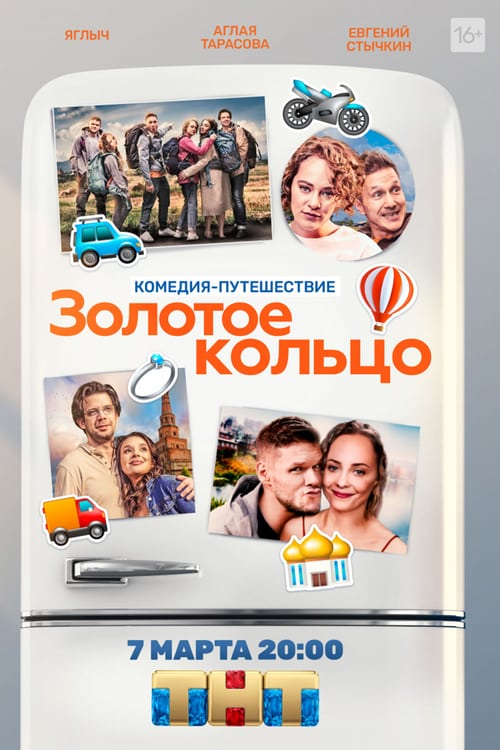 ЯГЛЫЧ
АГЛАЯ
ТАРАСОВА
ЕВГЕНИЙ
СТЫЧКИН
16+
КОМЕДИЯ-ПУТЕШЕСТВИЕ
ЗОЛОТОЕ
КОЛЬЦО
7 МАРТА 20:00
ТНТ